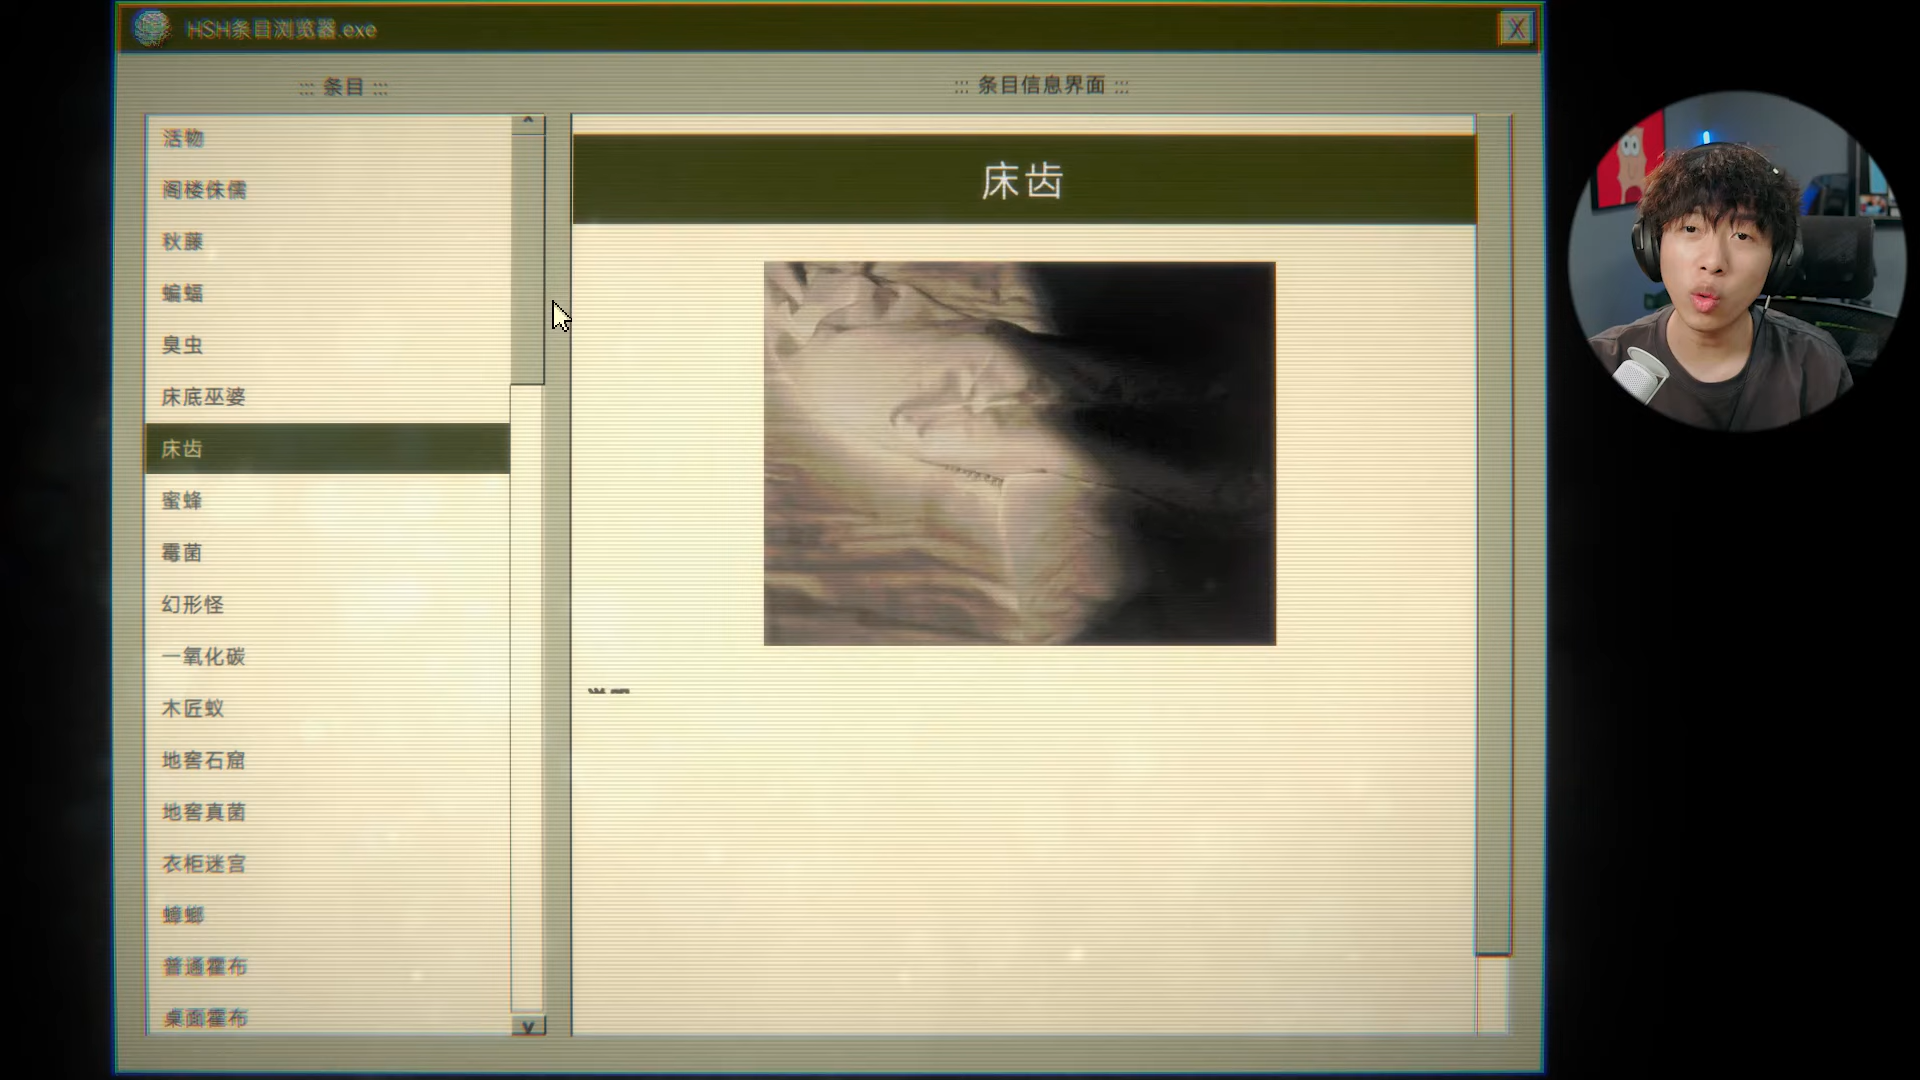 HSH条目浏览器.exe
X
::: 条目 :::
::: 条目信息界面 :::
活物
阁楼侏儒
秋藤
蝙蝠
臭虫
床底巫婆
床齿
蜜蜂
霉菌
幻形怪
一氧化碳
木匠蚁
地窖石窟
地窖真菌
衣柜迷宫
蟑螂
普通霍布
桌面霍布
床齿